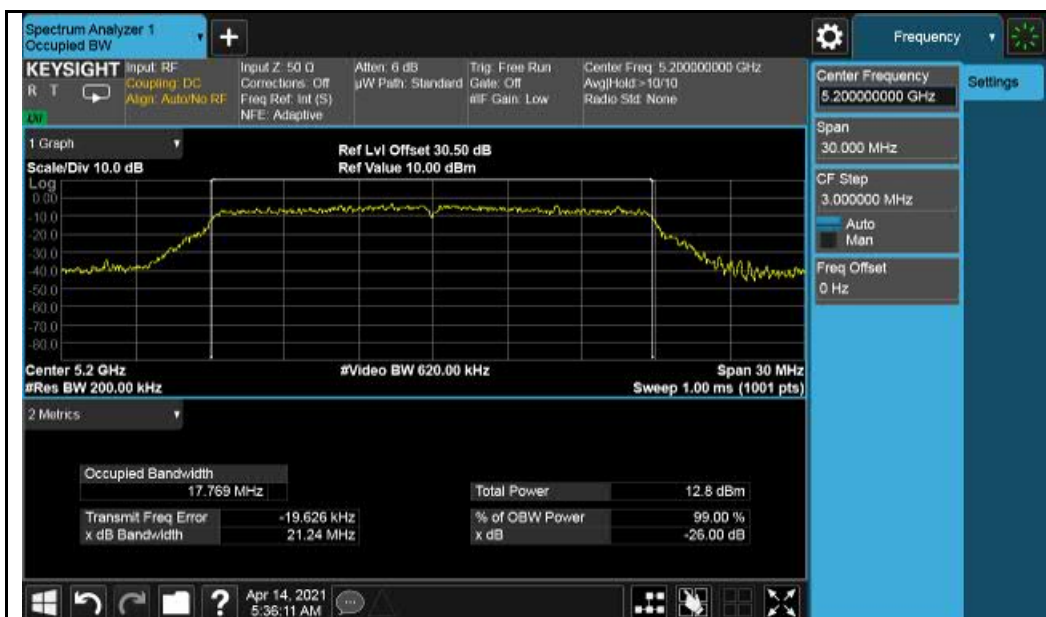 Spectrum Analyzer 1
Occupied BW
+
Frequency
KEYSIGHT
R T
LXI
Input: RF
Coupling: DC
Align: Auto/No RF
Input Z: 50 Ω
Corrections: Off
Freq Ref: Int (S)
NFE: Adaptive
Atten: 6 dB
µW Path: Standard
Trig: Free Run
Gate: Off
#IF Gain: Low
Center Freq: 5.200000000 GHz
Avg|Hold:>10/10
Radio Std: None
Center Frequency
5.200000000 GHz
Settings
Span
30.000 MHz
CF Step
3.000000 MHz
Auto
Man
Freq Offset
0 Hz
1 Graph
Scale/Div 10.0 dB
Ref Lvl Offset 30.50 dB
Ref Value 10.00 dBm
Log
0.00
-10.0
-20.0
-30.0
-40.0
-50.0
-60.0
-70.0
-80.0
Center 5.2 GHz
#Video BW 620.00 kHz
Span 30 MHz
#Res BW 200.00 kHz
Sweep 1.00 ms (1001 pts)
2 Metrics
Occupied Bandwidth
17.769 MHz
Total Power 12.8 dBm
Transmit Freq Error -19.626 kHz
% of OBW Power 99.00 %
x dB Bandwidth 21.24 MHz
x dB -26.00 dB
?
Apr 14, 2021
5:36:11 AM